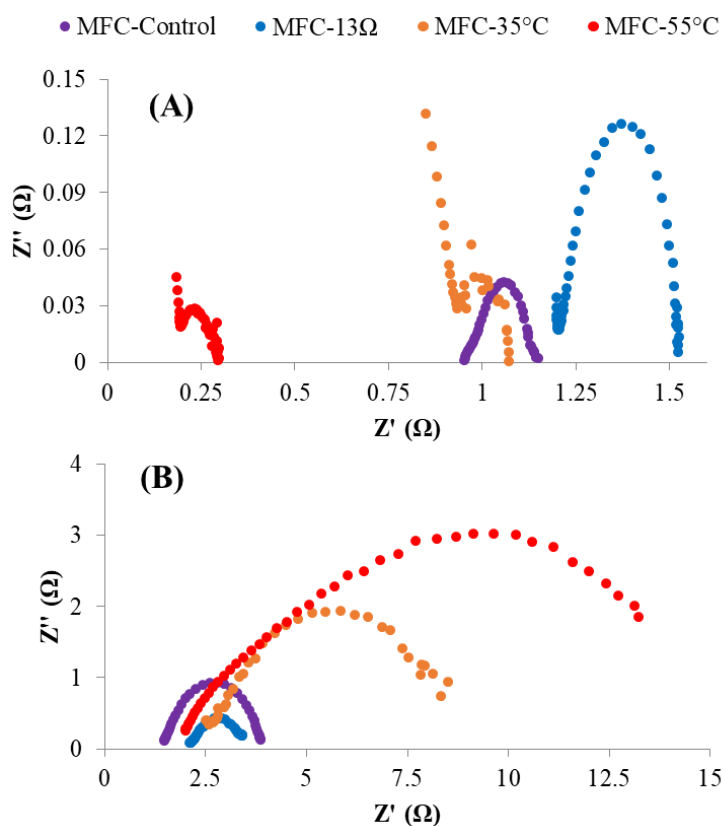 MFC-Control MFC-13Ω MFC-35°C MFC-55°C
(A)
0.15
0.12
0.09
0.06
0.03
0
Z'' (Ω)
0 0.25 0.5 0.75 1 1.25 1.5
Z' (Ω)
(B)
4
3
2
1
0
Z'' (Ω)
0 2.5 5 7.5 10 12.5 15
Z' (Ω)